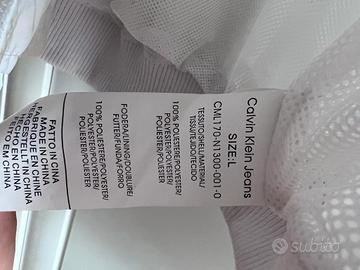 Calvin Klein Jeans
SIZE:L
CML170-N1300-001-0
TESSUTO/SHELL/MATERIAL/
TISSU/TEJIDO/TECIDO
100% POLIESTERE/POLYESTER/
POLYESTER/POLYESTER/
POLIESTER/POLIESTER
FODERA/LINING/DOUBLURE/
FUTTER/FUNDA/FORRO
100% POLIESTERE/POLYESTER/
POLYESTER/POLYESTER/
POLIESTER/POLIESTER
FATTO IN CINA
MADE IN CHINA
FABRIQUE EN CHINE
HERGESTELLT IN CHINA
HECHO EN CHINA
FEITO EM CHINA
subito